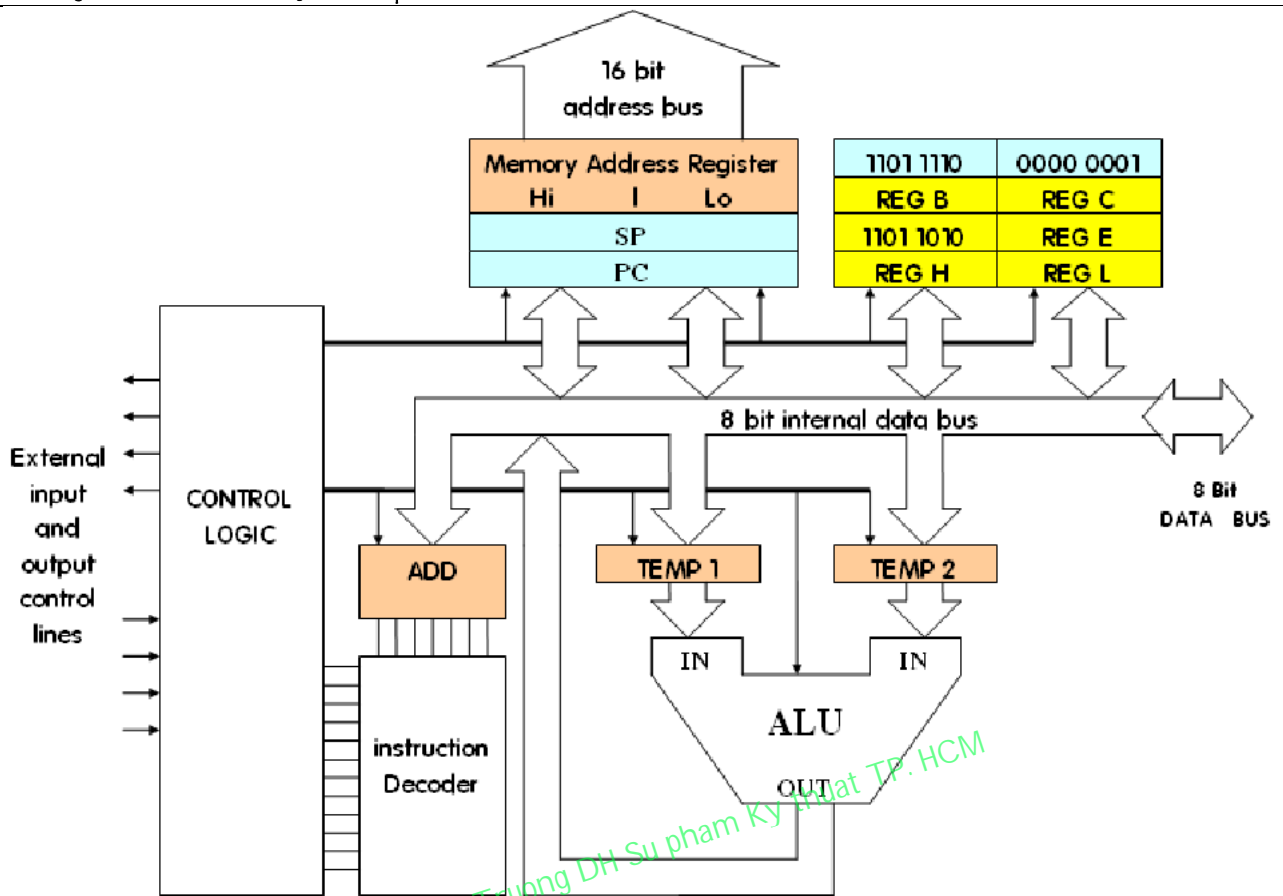 16 bit
address bus
Memory Address Register
Hi | Lo
SP
PC
1101 1110 0000 0001
REG B REG C
1101 1010 REG E
REG H REG L
8 bit internal data bus
8 Bit
DATA BUS
External
input
and
output
control
lines
CONTROL
LOGIC
ADD
TEMP 1
TEMP 2
IN IN
ALU
OUT
instruction
Decoder
Truong DH Su pham Ky thuat TP. HCM